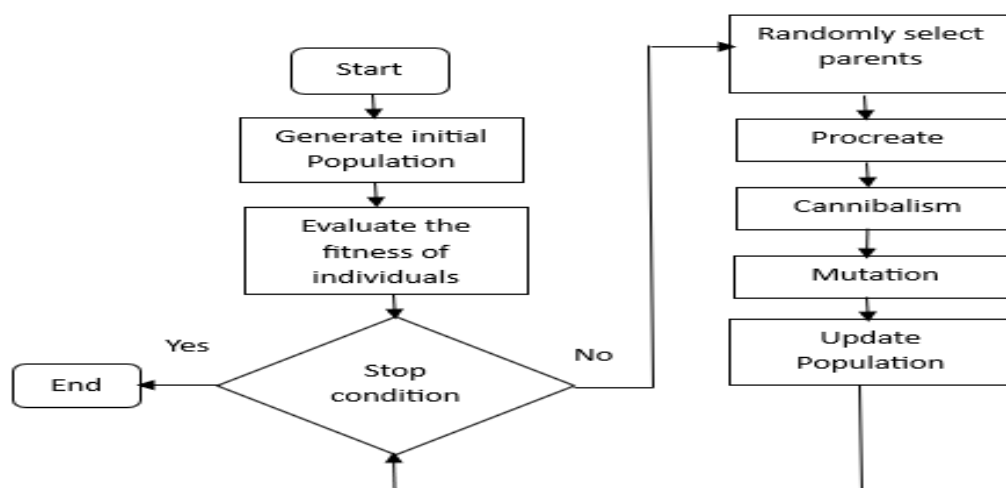 Start
Generate initial
Population
Evaluate the
fitness of
individuals
Yes
Stop
condition
No
End
Randomly select
parents
Procreate
Cannibalism
Mutation
Update
Population